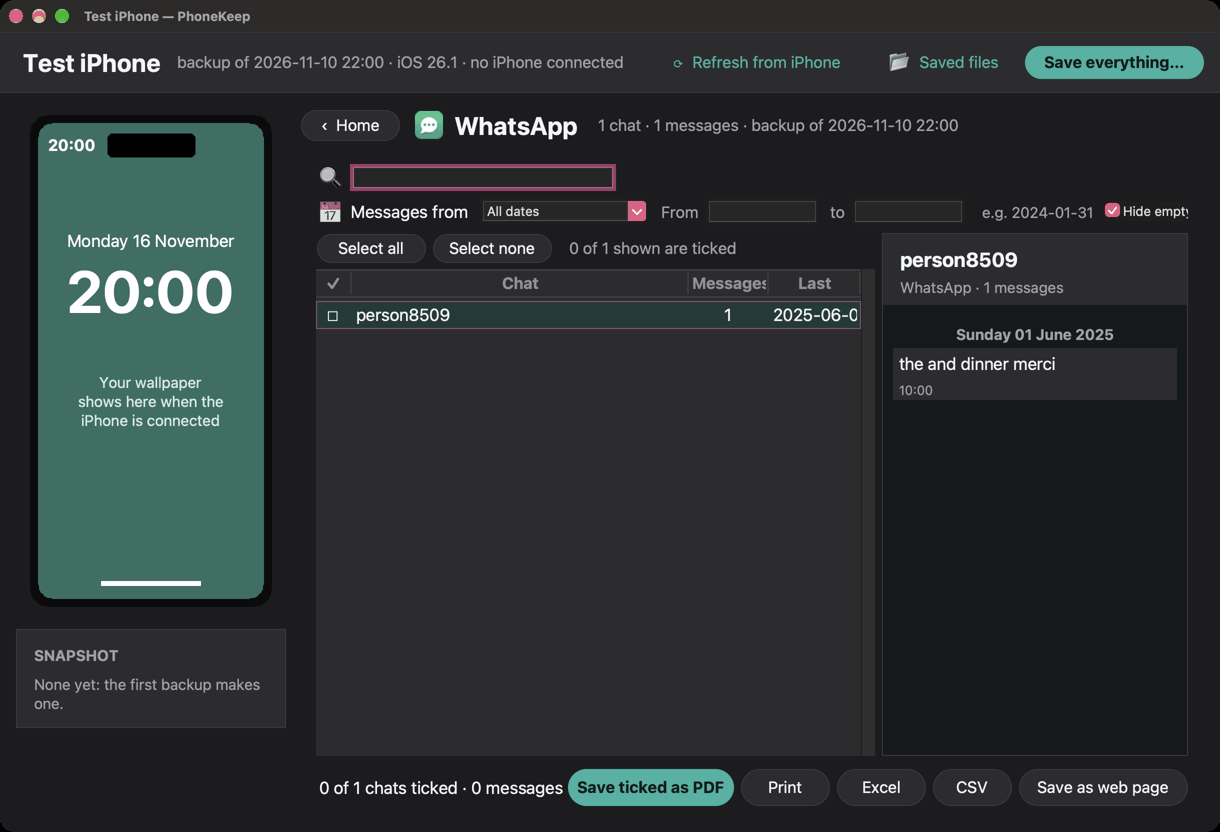 Test iPhone — PhoneKeep
Test iPhone backup of 2026-11-10 22:00 · iOS 26.1 · no iPhone connected Refresh from iPhone Saved files Save everything...
20:00
Monday 16 November
20:00
Your wallpaper
shows here when the
iPhone is connected
SNAPSHOT
None yet: the first backup makes
one.
‹ Home WhatsApp 1 chat · 1 messages · backup of 2026-11-10 22:00
17 Messages from All dates From to e.g. 2024-01-31 Hide empty
Select all Select none 0 of 1 shown are ticked
✓ Chat Messages Last
person8509 1 2025-06-0
person8509
WhatsApp · 1 messages
Sunday 01 June 2025
the and dinner merci
10:00
0 of 1 chats ticked · 0 messages Save ticked as PDF Print Excel CSV Save as web page